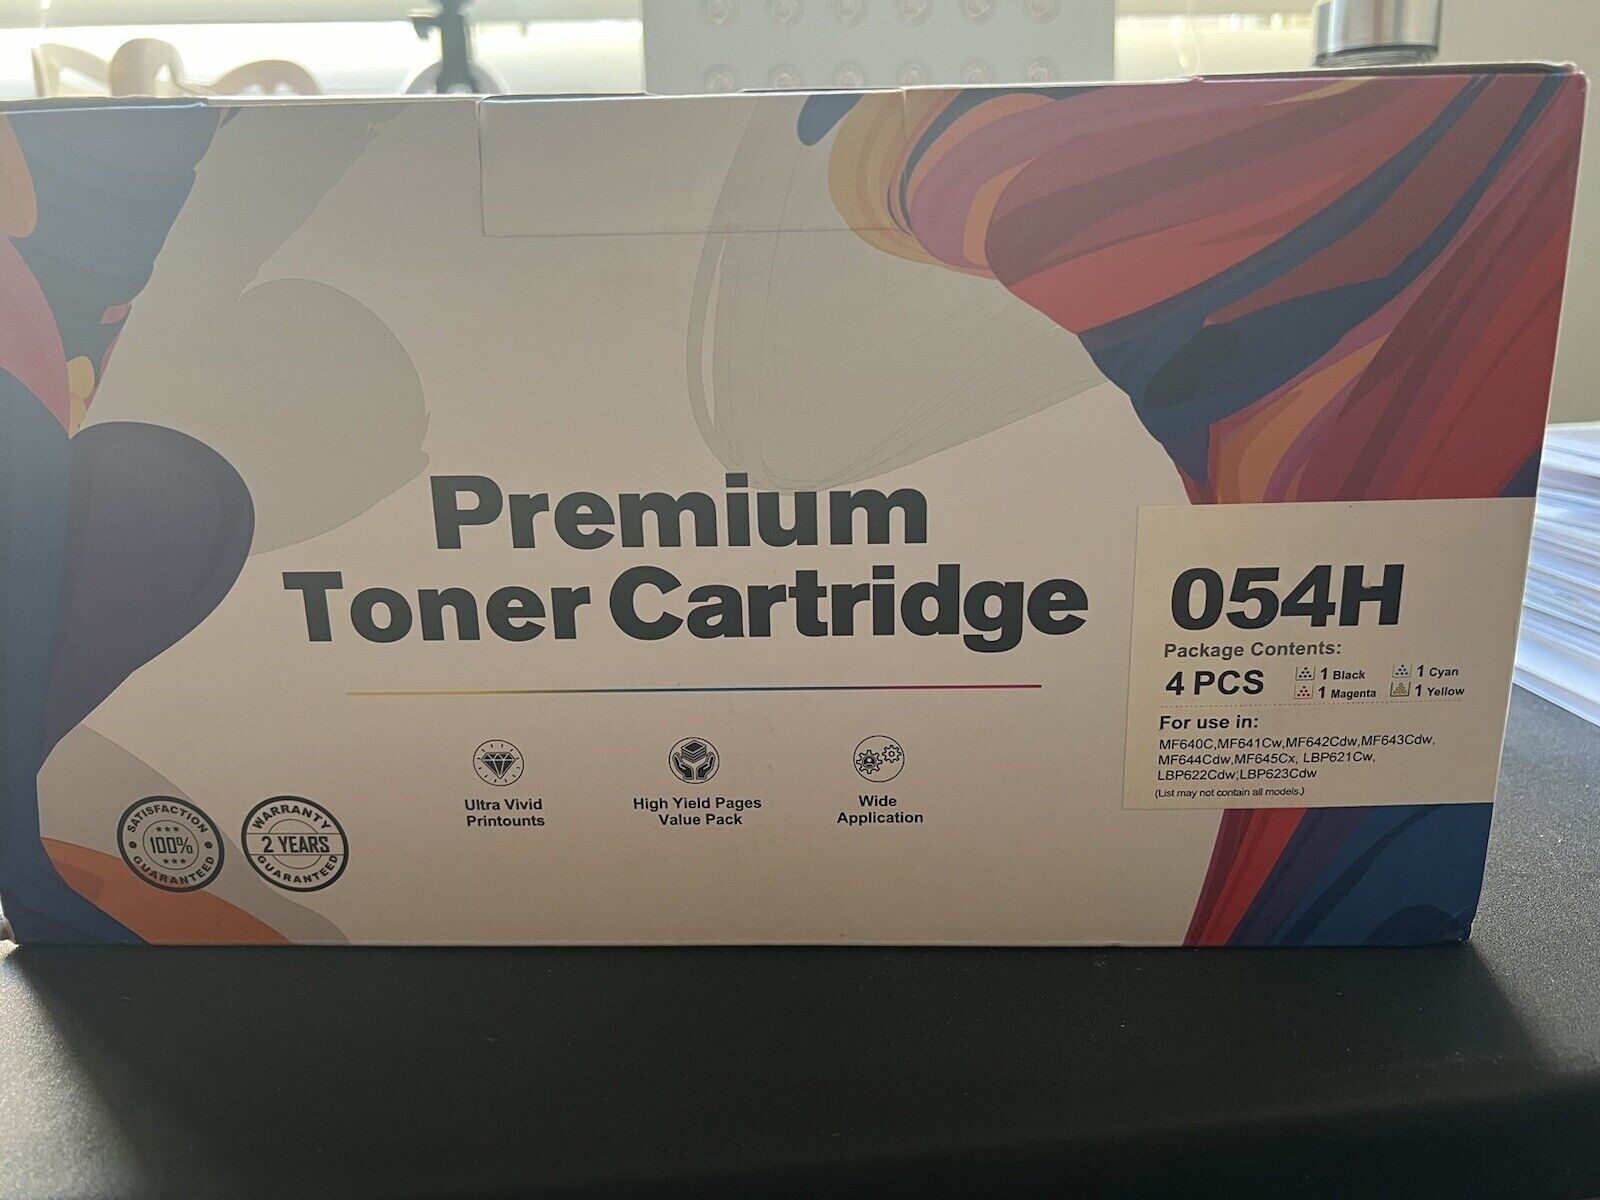 Premium
Toner Cartridge
Ultra Vivid
Printounts
High Yield Pages
Value Pack
Wide
Application
SATISFACTION
100%
GUARANTEED
WARRANTY
2 YEARS
GUARANTEED
054H
Package Contents:
4 PCS
1 Black
1 Cyan
1 Magenta
1 Yellow
For use in:
MF640C,MF641Cw,MF642Cdw,MF643Cdw,
MF644Cdw,MF645Cx, LBP621Cw,
LBP622Cdw;LBP623Cdw
(List may not contain all models.)